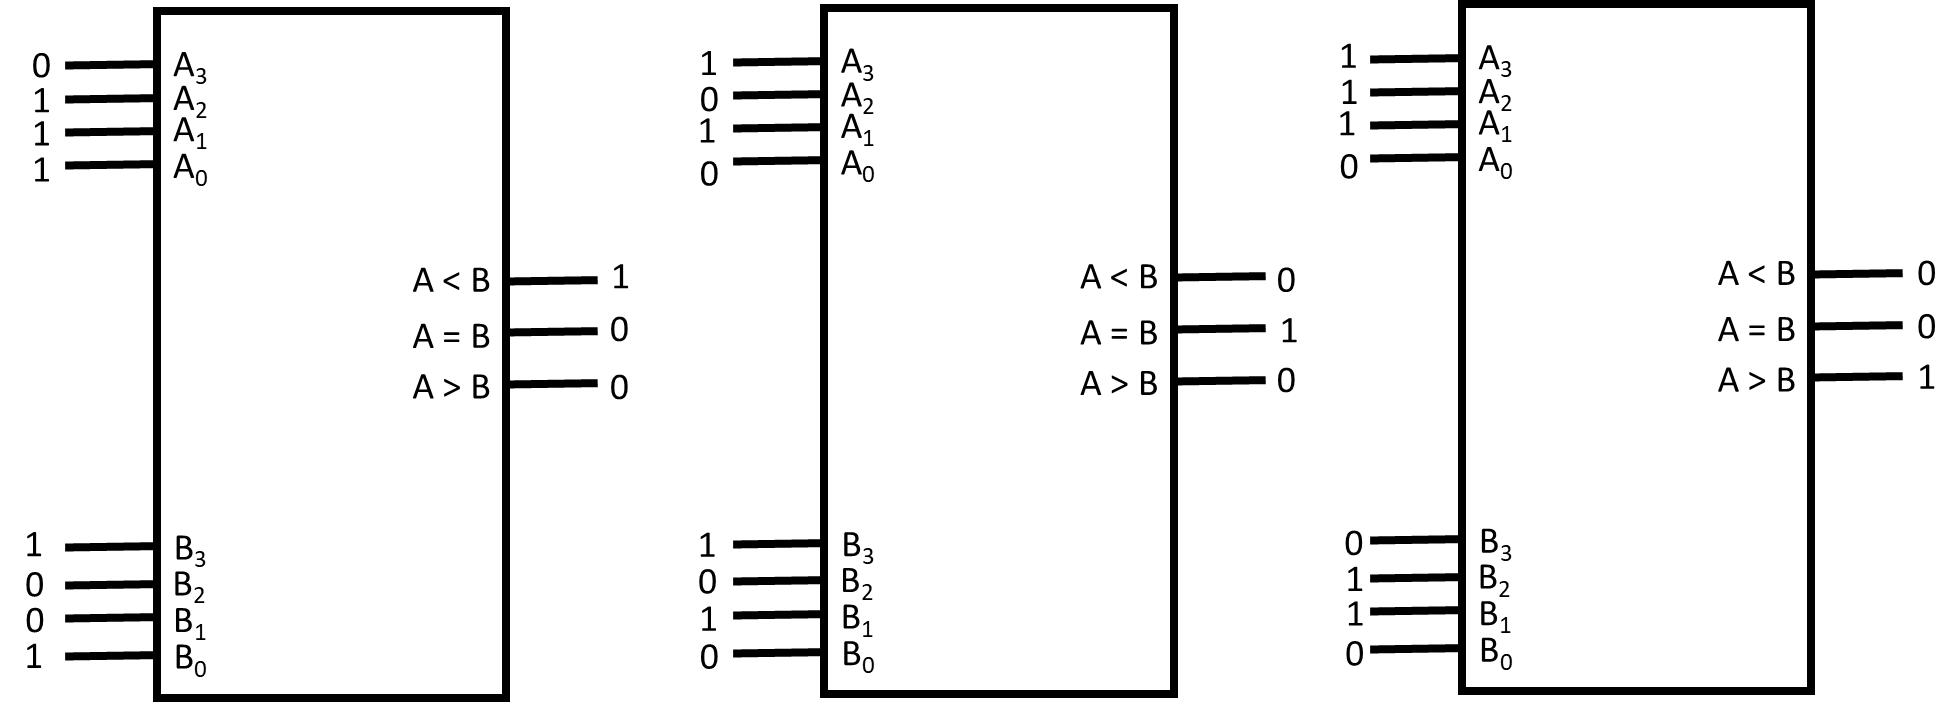 0 A₃
1 A₂
1 A₁
1 A₀
A < B 1
A = B 0
A > B 0
1 B₃
0 B₂
0 B₁
1 B₀
1 A₃
0 A₂
1 A₁
0 A₀
A < B 0
A = B 1
A > B 0
1 B₃
0 B₂
1 B₁
0 B₀
1 A₃
1 A₂
1 A₁
0 A₀
A < B 0
A = B 0
A > B 1
0 B₃
1 B₂
1 B₁
0 B₀